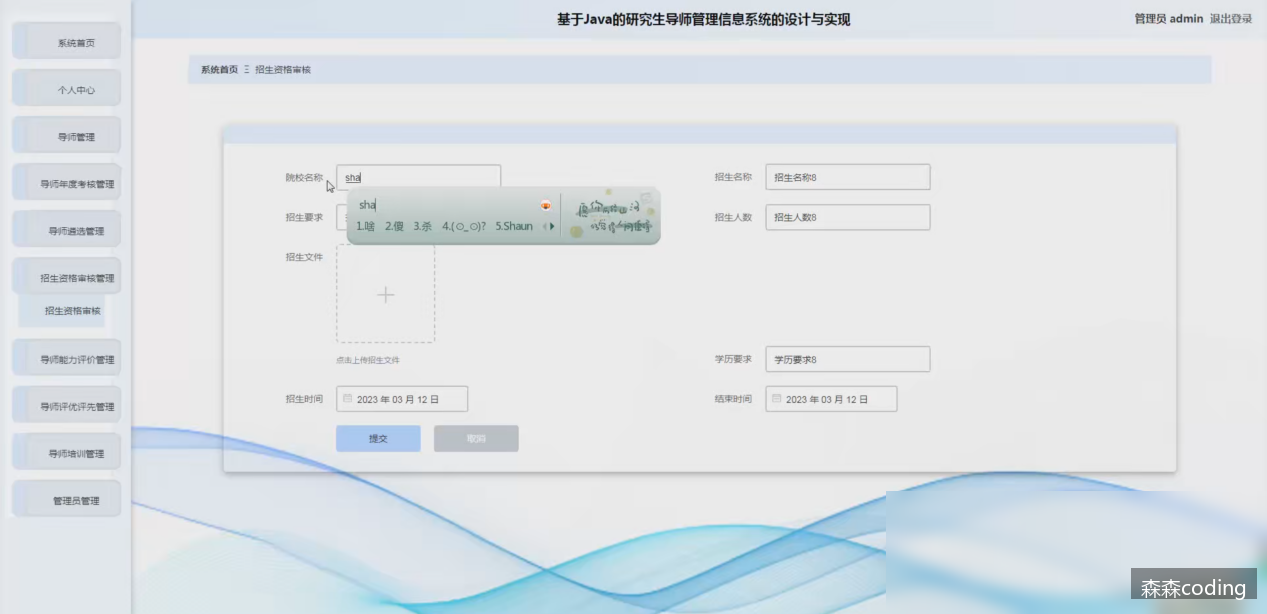 基于Java的研究生导师管理信息系统的设计与实现
管理员 admin 退出登录
系统首页
个人中心
导师管理
导师年度考核管理
导师遴选管理
招生资格审核管理
招生资格审核
导师能力评价管理
导师评优评先管理
导师培训管理
管理员管理
系统首页 Ξ 招生资格审核
院校名称 sha
招生名称 招生名称8
sha
1.啥 2.傻 3.杀 4.(○_○)? 5.Shaun
招生要求
招生人数 招生人数8
招生文件
点击上传招生文件
学历要求 学历要求8
招生时间 2023 年 03 月 12 日
结束时间 2023 年 03 月 12 日
提交 取消
森森coding